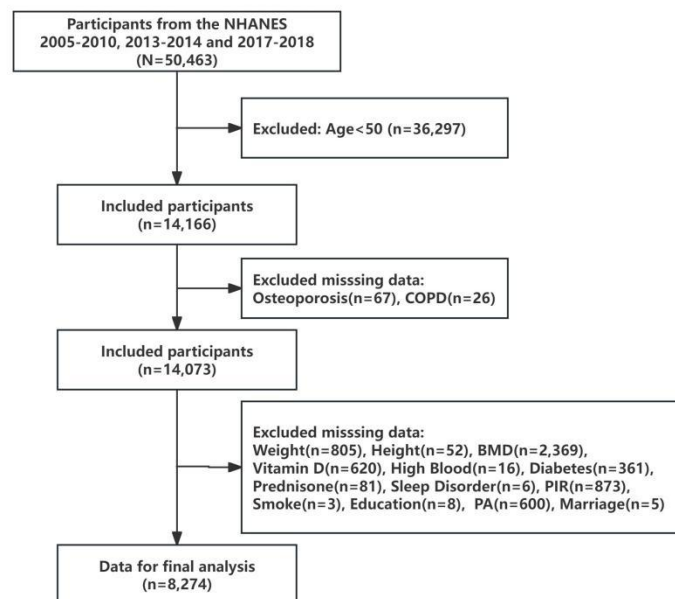 Participants from the NHANES
2005-2010, 2013-2014 and 2017-2018
(N=50,463)
Excluded: Age<50 (n=36,297)
Included participants
(n=14,166)
Excluded misssing data:
Osteoporosis(n=67), COPD(n=26)
Included participants
(n=14,073)
Excluded misssing data:
Weight(n=805), Height(n=52), BMD(n=2,369),
Vitamin D(n=620), High Blood(n=16), Diabetes(n=361),
Prednisone(n=81), Sleep Disorder(n=6), PIR(n=873),
Smoke(n=3), Education(n=8), PA(n=600), Marriage(n=5)
Data for final analysis
(n=8,274)